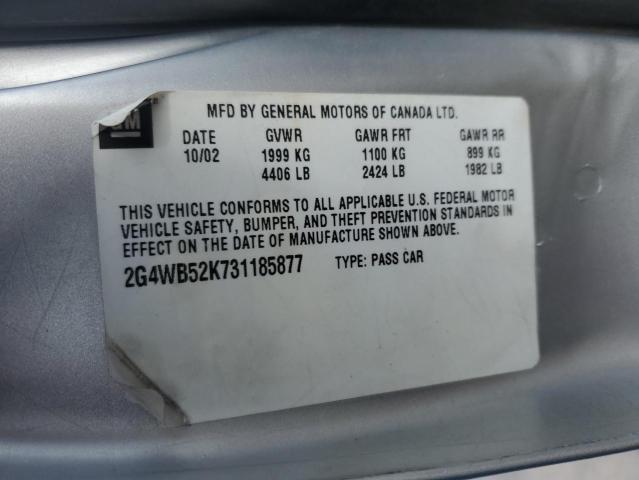 GM
MFD BY GENERAL MOTORS OF CANADA LTD.
DATE GVWR GAWR FRT GAWR RR
10/02 1999 KG 1100 KG 899 KG
4406 LB 2424 LB 1982 LB
THIS VEHICLE CONFORMS TO ALL APPLICABLE U.S. FEDERAL MOTOR
VEHICLE SAFETY, BUMPER, AND THEFT PREVENTION STANDARDS IN
EFFECT ON THE DATE OF MANUFACTURE SHOWN ABOVE.
2G4WB52K731185877 TYPE: PASS CAR